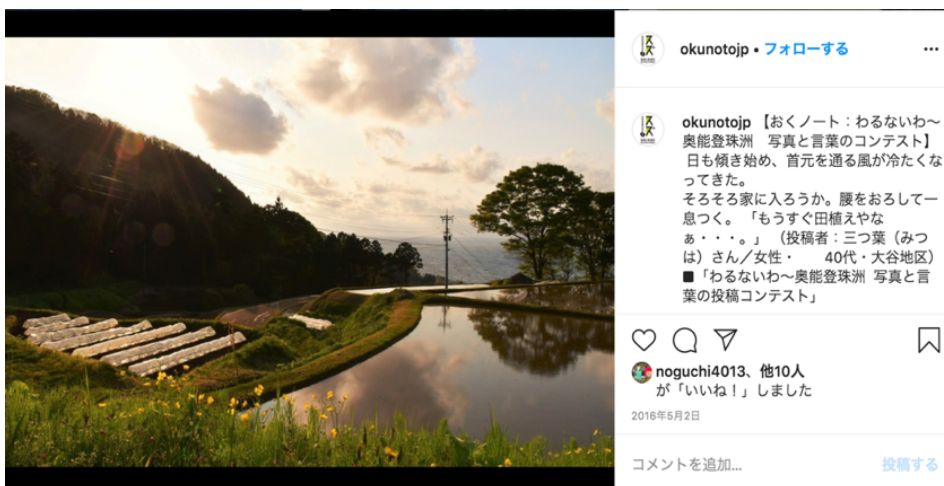 okunotojp • フォローする
okunotojp 【おくノート：わるないわ〜
奥能登珠洲 写真と言葉のコンテスト】
日も傾き始め、首元を通る風が冷たくな
ってきた。
そろそろ家に入ろうか。腰をおろして一
息つく。 「もうすぐ田植えやな
ぁ・・・。」 （投稿者：三つ葉（みつ
は）さん／女性・ 40代・大谷地区）
■「わるないわ〜奥能登珠洲 写真と言
葉の投稿コンテスト」
noguchi4013、他10人
が「いいね！」しました
2016年5月2日
コメントを追加...
投稿する